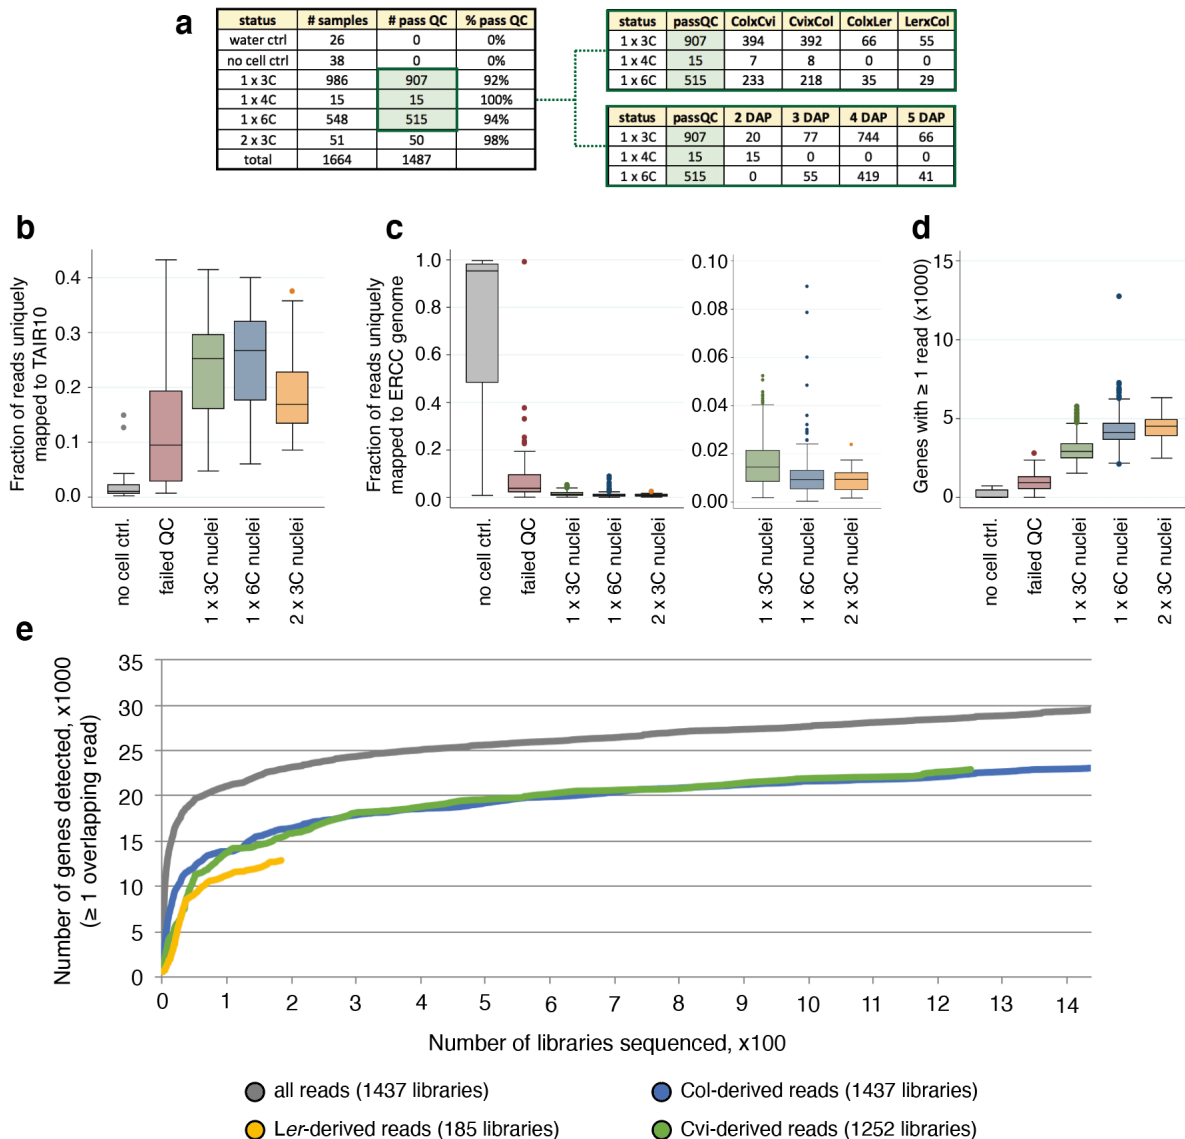 a
status # samples # pass QC % pass QC
water ctrl 26 0 0%
no cell ctrl 38 0 0%
1 x 3C 986 907 92%
1 x 4C 15 15 100%
1 x 6C 548 515 94%
2 x 3C 51 50 98%
total 1664 1487
status passQC ColxCvi CvixCol ColxLer LerxCol
1 x 3C 907 394 392 66 55
1 x 4C 15 7 8 0 0
1 x 6C 515 233 218 35 29
status passQC 2 DAP 3 DAP 4 DAP 5 DAP
1 x 3C 907 20 77 744 66
1 x 4C 15 15 0 0 0
1 x 6C 515 0 55 419 41
b
Fraction of reads uniquely
mapped to TAIR10
0.4
0.3
0.2
0.1
0.0
no cell ctrl.
failed QC
1 x 3C nuclei
1 x 6C nuclei
2 x 3C nuclei
c
Fraction of reads uniquely
mapped to ERCC genome
1.0
0.8
0.6
0.4
0.2
0.0
no cell ctrl.
failed QC
1 x 3C nuclei
1 x 6C nuclei
2 x 3C nuclei
0.10
0.08
0.06
0.04
0.02
0.00
1 x 3C nuclei
1 x 6C nuclei
2 x 3C nuclei
d
Genes with ≥ 1 read (x1000)
15
10
5
0
no cell ctrl.
failed QC
1 x 3C nuclei
1 x 6C nuclei
2 x 3C nuclei
e
Number of genes detected, x1000
(≥ 1 overlapping read)
35
30
25
20
15
10
5
0
0 1 2 3 4 5 6 7 8 9 10 11 12 13 14
Number of libraries sequenced, x100
all reads (1437 libraries)
Col-derived reads (1437 libraries)
Ler-derived reads (185 libraries)
Cvi-derived reads (1252 libraries)